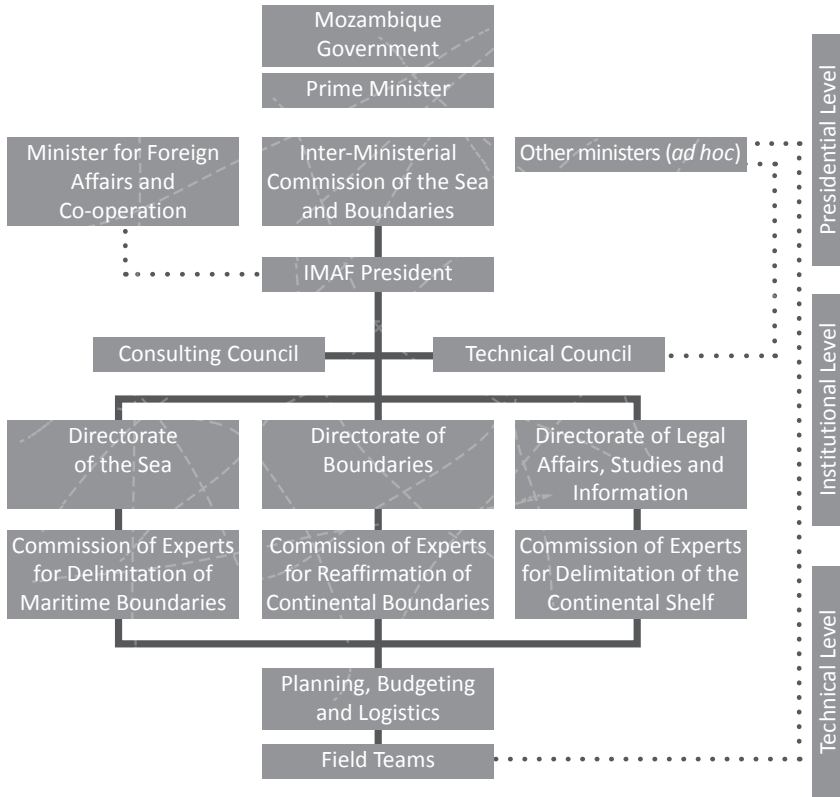 Mozambique
Government
Prime Minister
Minister for Foreign
Affairs and
Co-operation
Inter-Ministerial
Commission of the Sea
and Boundaries
Other ministers (ad hoc)
IMAF President
Consulting Council
Technical Council
Directorate
of the Sea
Directorate of
Boundaries
Directorate of Legal
Affairs, Studies and
Information
Commission of Experts
for Delimitation of
Maritime Boundaries
Commission of Experts
for Reaffirmation of
Continental Boundaries
Commission of Experts
for Delimitation of the
Continental Shelf
Planning, Budgeting
and Logistics
Field Teams
Presidential Level
Institutional Level
Technical Level